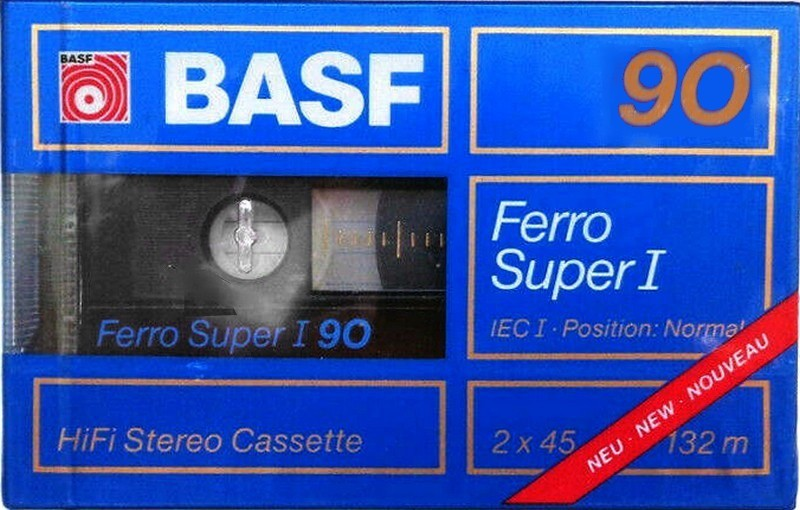 BASF
BASF
90
Ferro
Super I
IEC I · Position: Normal
Ferro Super I 90
HiFi Stereo Cassette
2 x 45
132 m
NEU · NEW · NOUVEAU